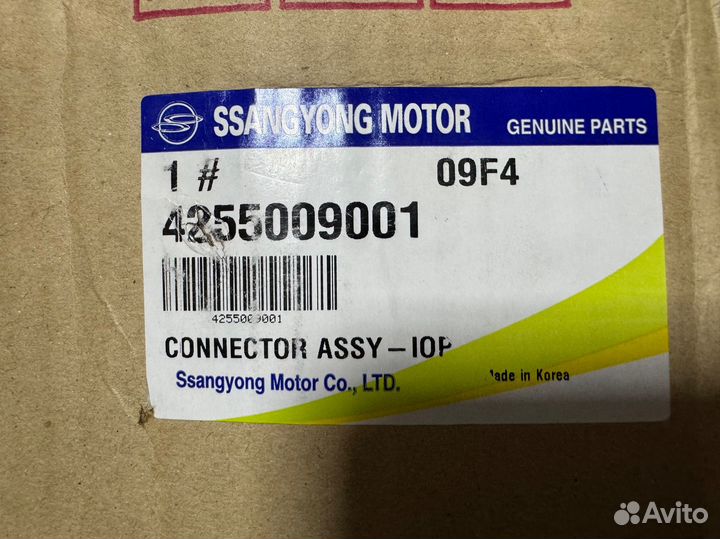 SSANGYONG MOTOR GENUINE PARTS
1 # 09F4
4255009001
4255009001
CONNECTOR ASSY-IOP
Ssangyong Motor Co., LTD. Made in Korea
Avito